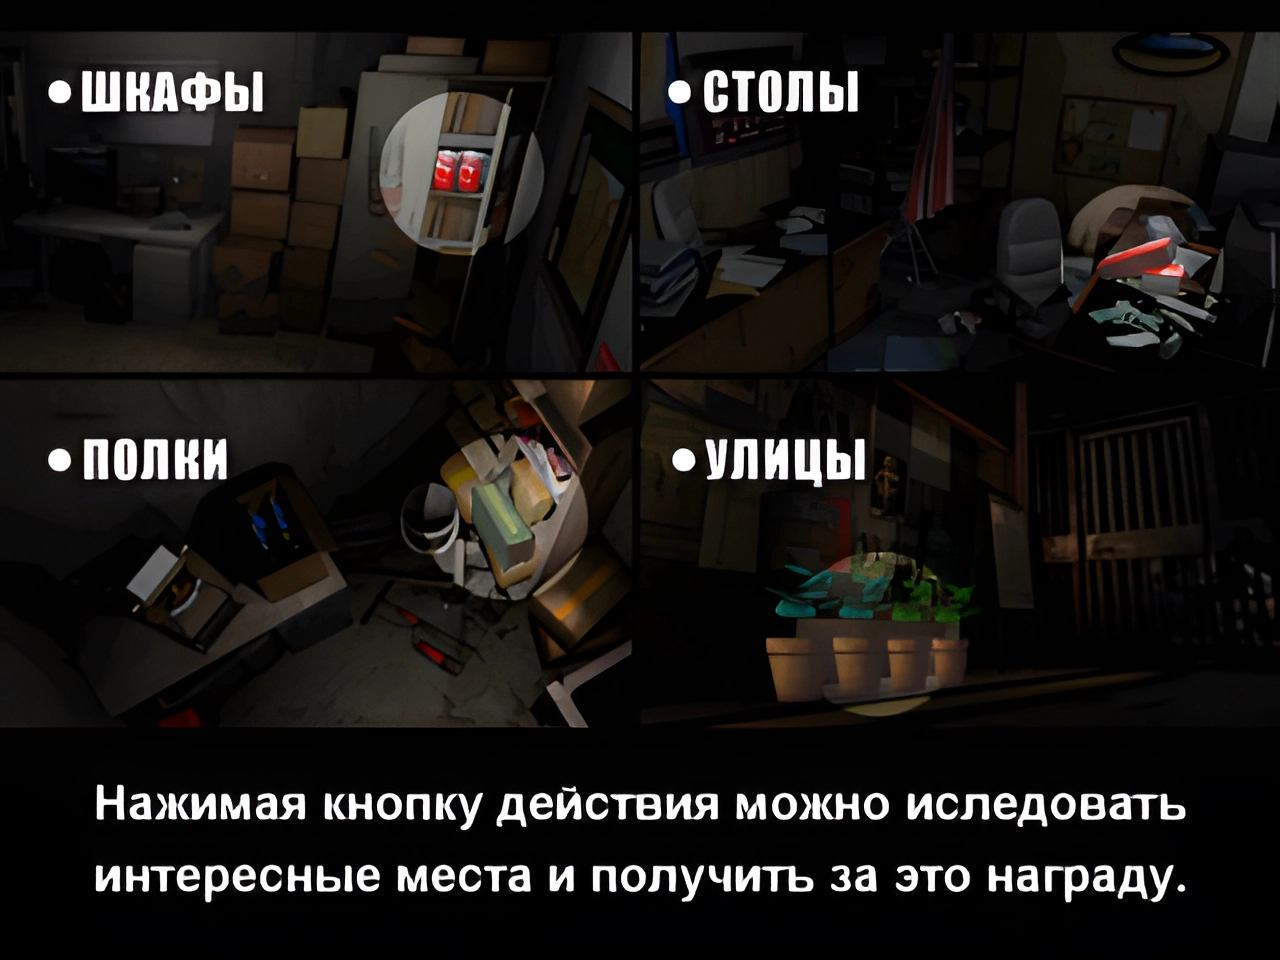 ●ШКАФЫ
●СТОЛЫ
●ПОЛКИ
●УЛИЦЫ
Нажимая кнопку действия можно иследовать
интересные места и получить за это награду.